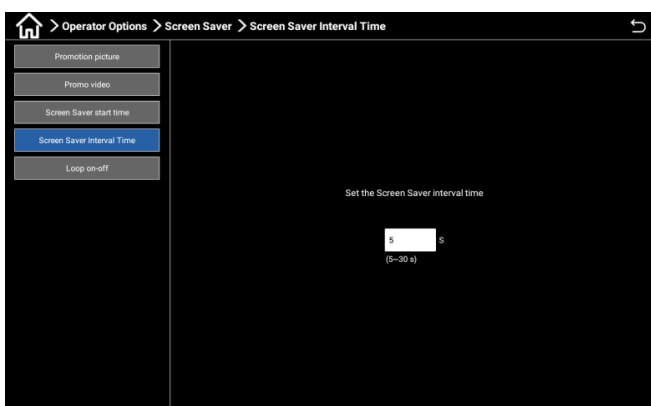 > Operator Options > Screen Saver > Screen Saver Interval Time
Promotion picture
Promo video
Screen Saver start time
Screen Saver Interval Time
Loop on-off
Set the Screen Saver interval time
5 S
(5~30 s)